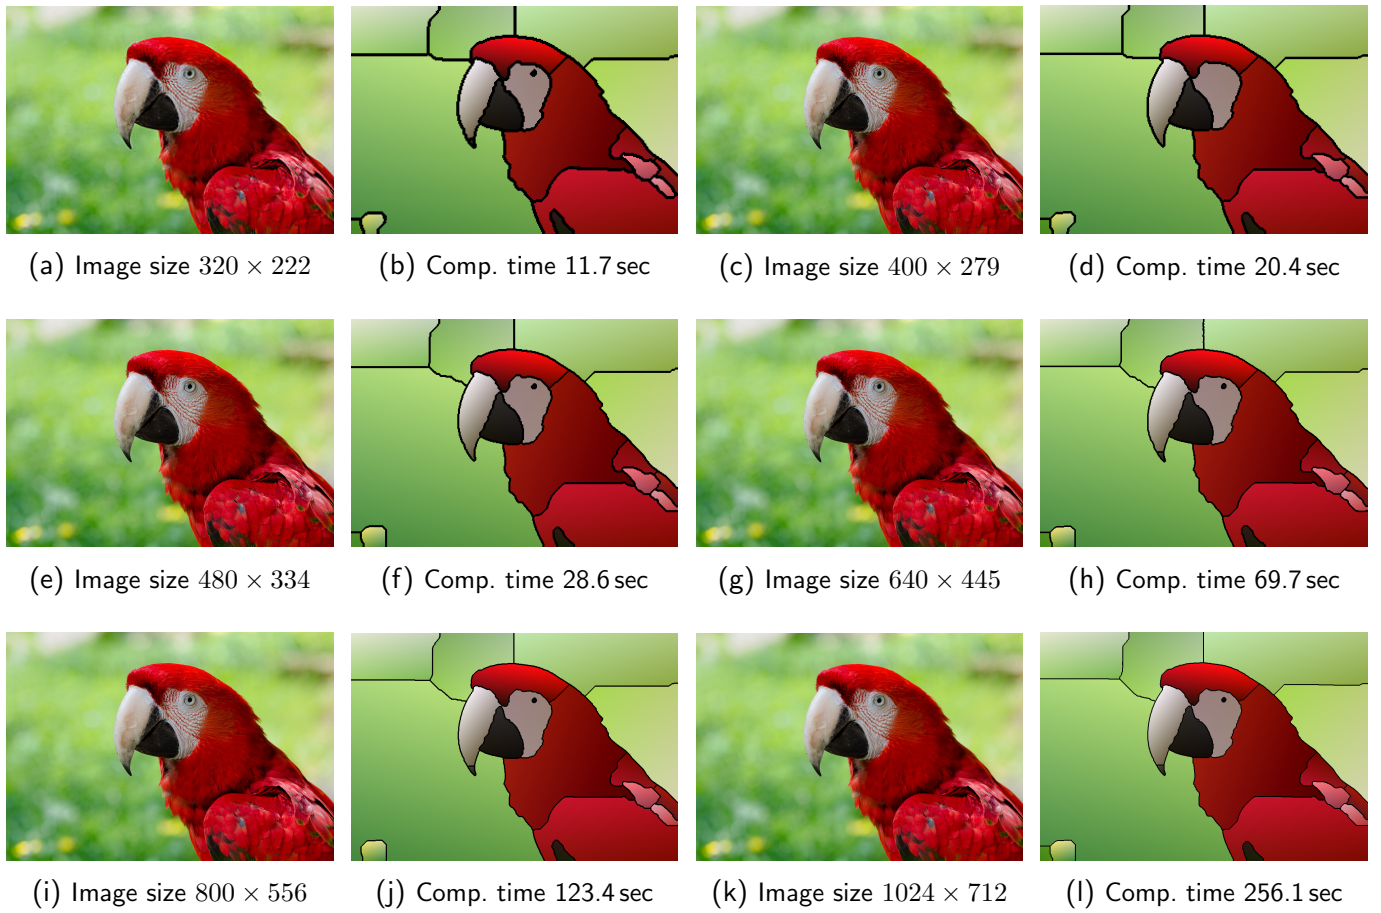 (a) Image size 320 × 222
(b) Comp. time 11.7 sec
(c) Image size 400 × 279
(d) Comp. time 20.4 sec
(e) Image size 480 × 334
(f) Comp. time 28.6 sec
(g) Image size 640 × 445
(h) Comp. time 69.7 sec
(i) Image size 800 × 556
(j) Comp. time 123.4 sec
(k) Image size 1024 × 712
(l) Comp. time 256.1 sec